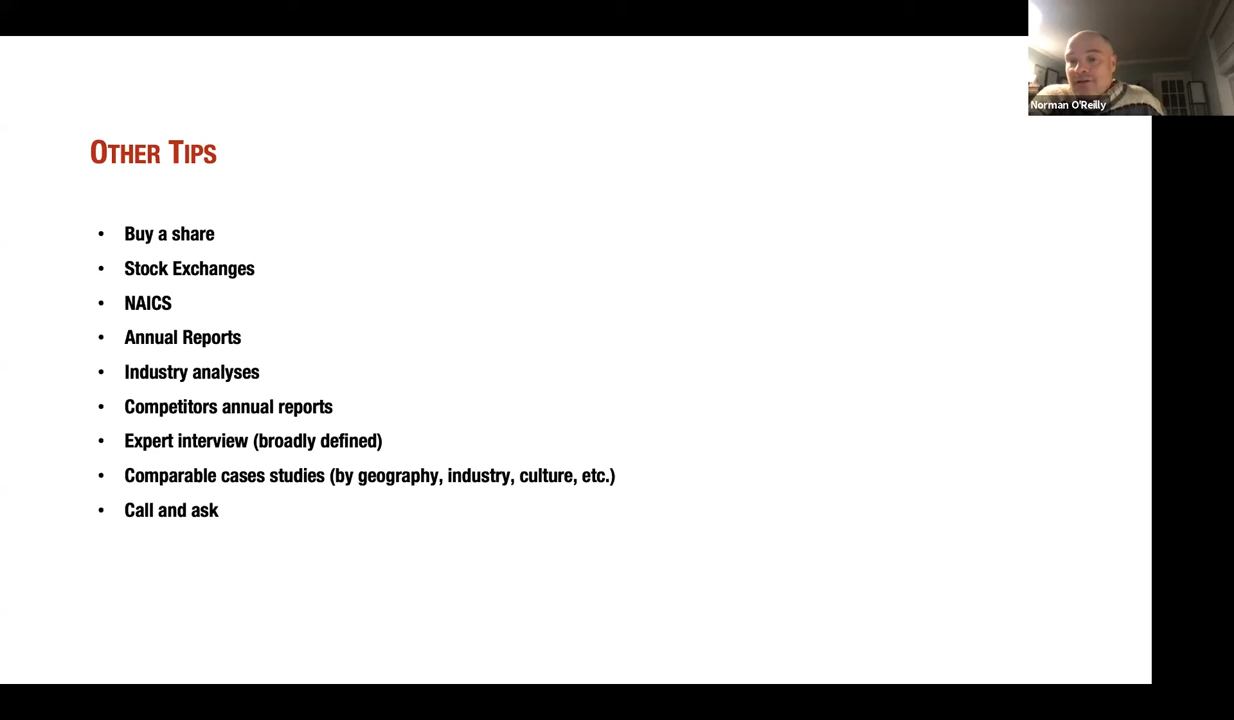 Norman O'Reilly
OTHER TIPS
• Buy a share
• Stock Exchanges
• NAICS
• Annual Reports
• Industry analyses
• Competitors annual reports
• Expert interview (broadly defined)
• Comparable cases studies (by geography, industry, culture, etc.)
• Call and ask